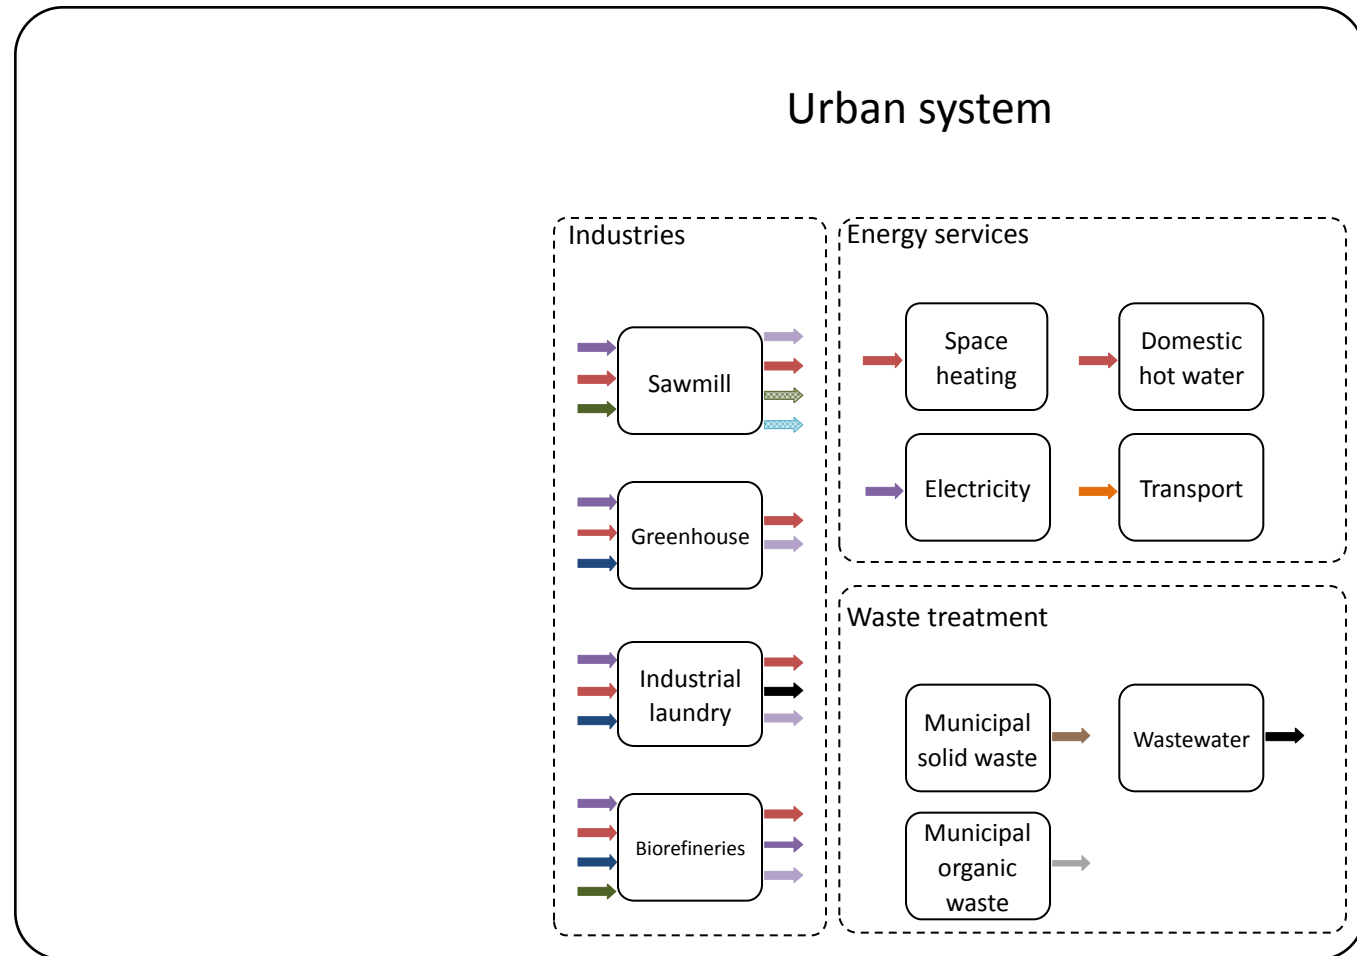 Urban system
Industries
Sawmill
Greenhouse
Industrial
laundry
Biorefineries
Energy services
Space
heating
Domestic
hot water
Electricity
Transport
Waste treatment
Municipal
solid waste
Wastewater
Municipal
organic
waste